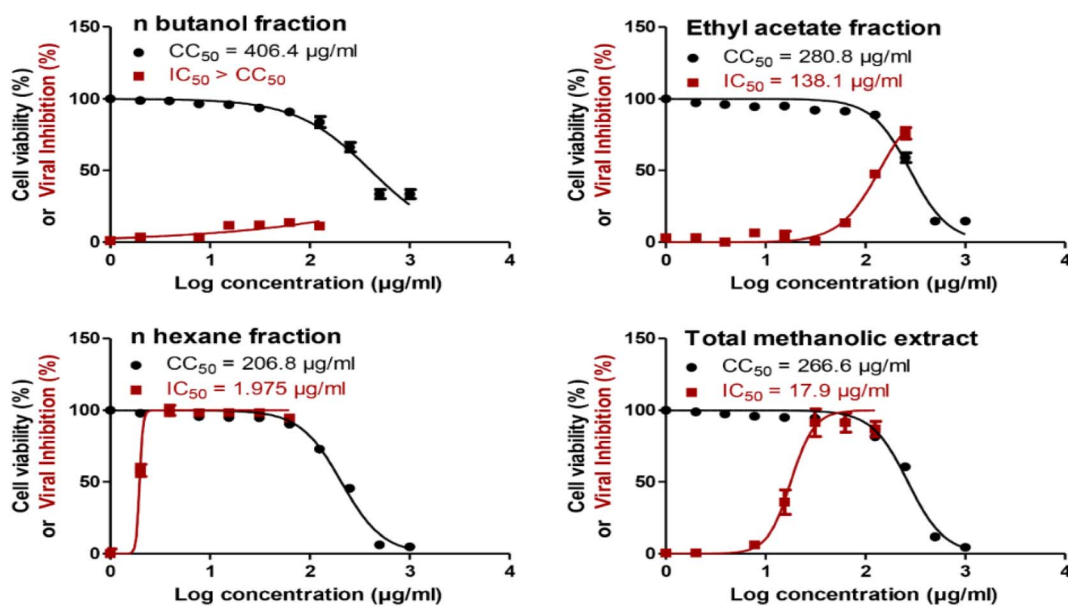 n butanol fraction
CC50 = 406.4 µg/ml
IC50 > CC50
Cell viability (%)
or Viral Inhibition (%)
150
100
50
0
0 1 2 3 4
Log concentration (µg/ml)
Ethyl acetate fraction
CC50 = 280.8 µg/ml
IC50 = 138.1 µg/ml
Cell viability (%)
or Viral Inhibition (%)
150
100
50
0
0 1 2 3 4
Log concentration (µg/ml)
n hexane fraction
CC50 = 206.8 µg/ml
IC50 = 1.975 µg/ml
Cell viability (%)
or Viral Inhibition (%)
150
100
50
0
0 1 2 3 4
Log concentration (µg/ml)
Total methanolic extract
CC50 = 266.6 µg/ml
IC50 = 17.9 µg/ml
Cell viability (%)
or Viral Inhibition (%)
150
100
50
0
0 1 2 3 4
Log concentration (µg/ml)